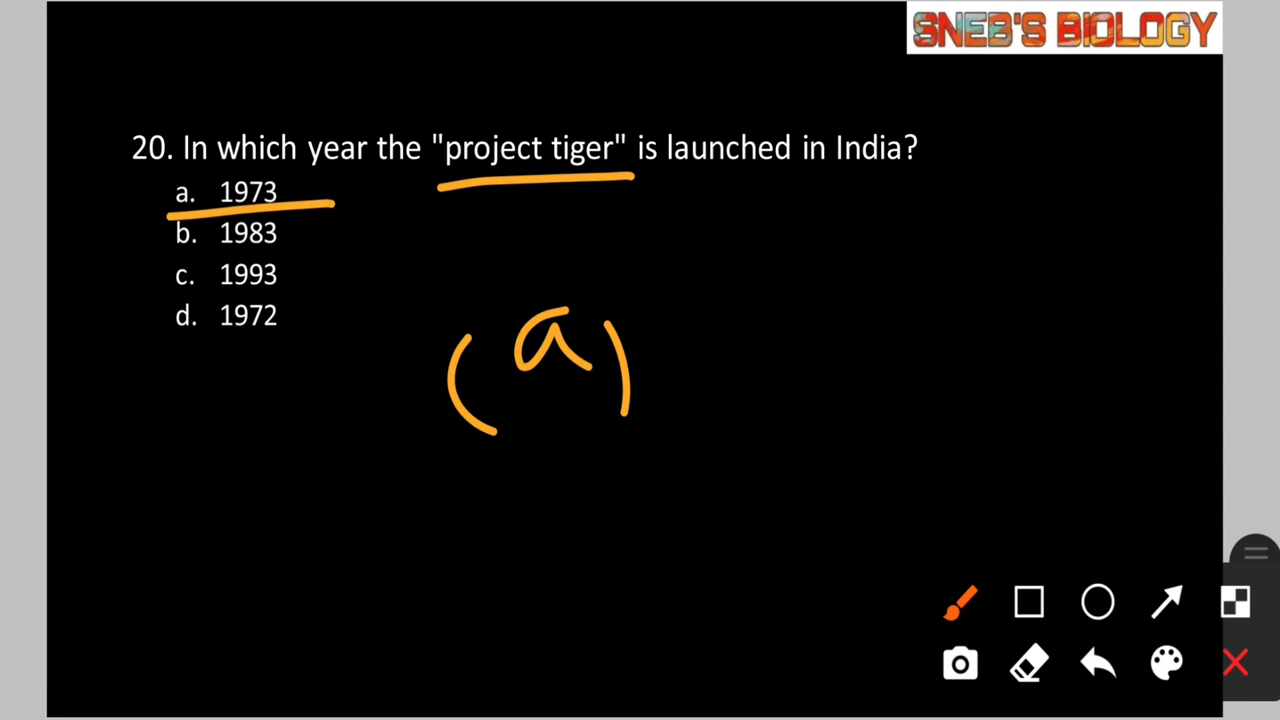 SNEB'S BIOLOGY
20. In which year the "project tiger" is launched in India?
a. 1973
b. 1983
c. 1993
d. 1972
(a)